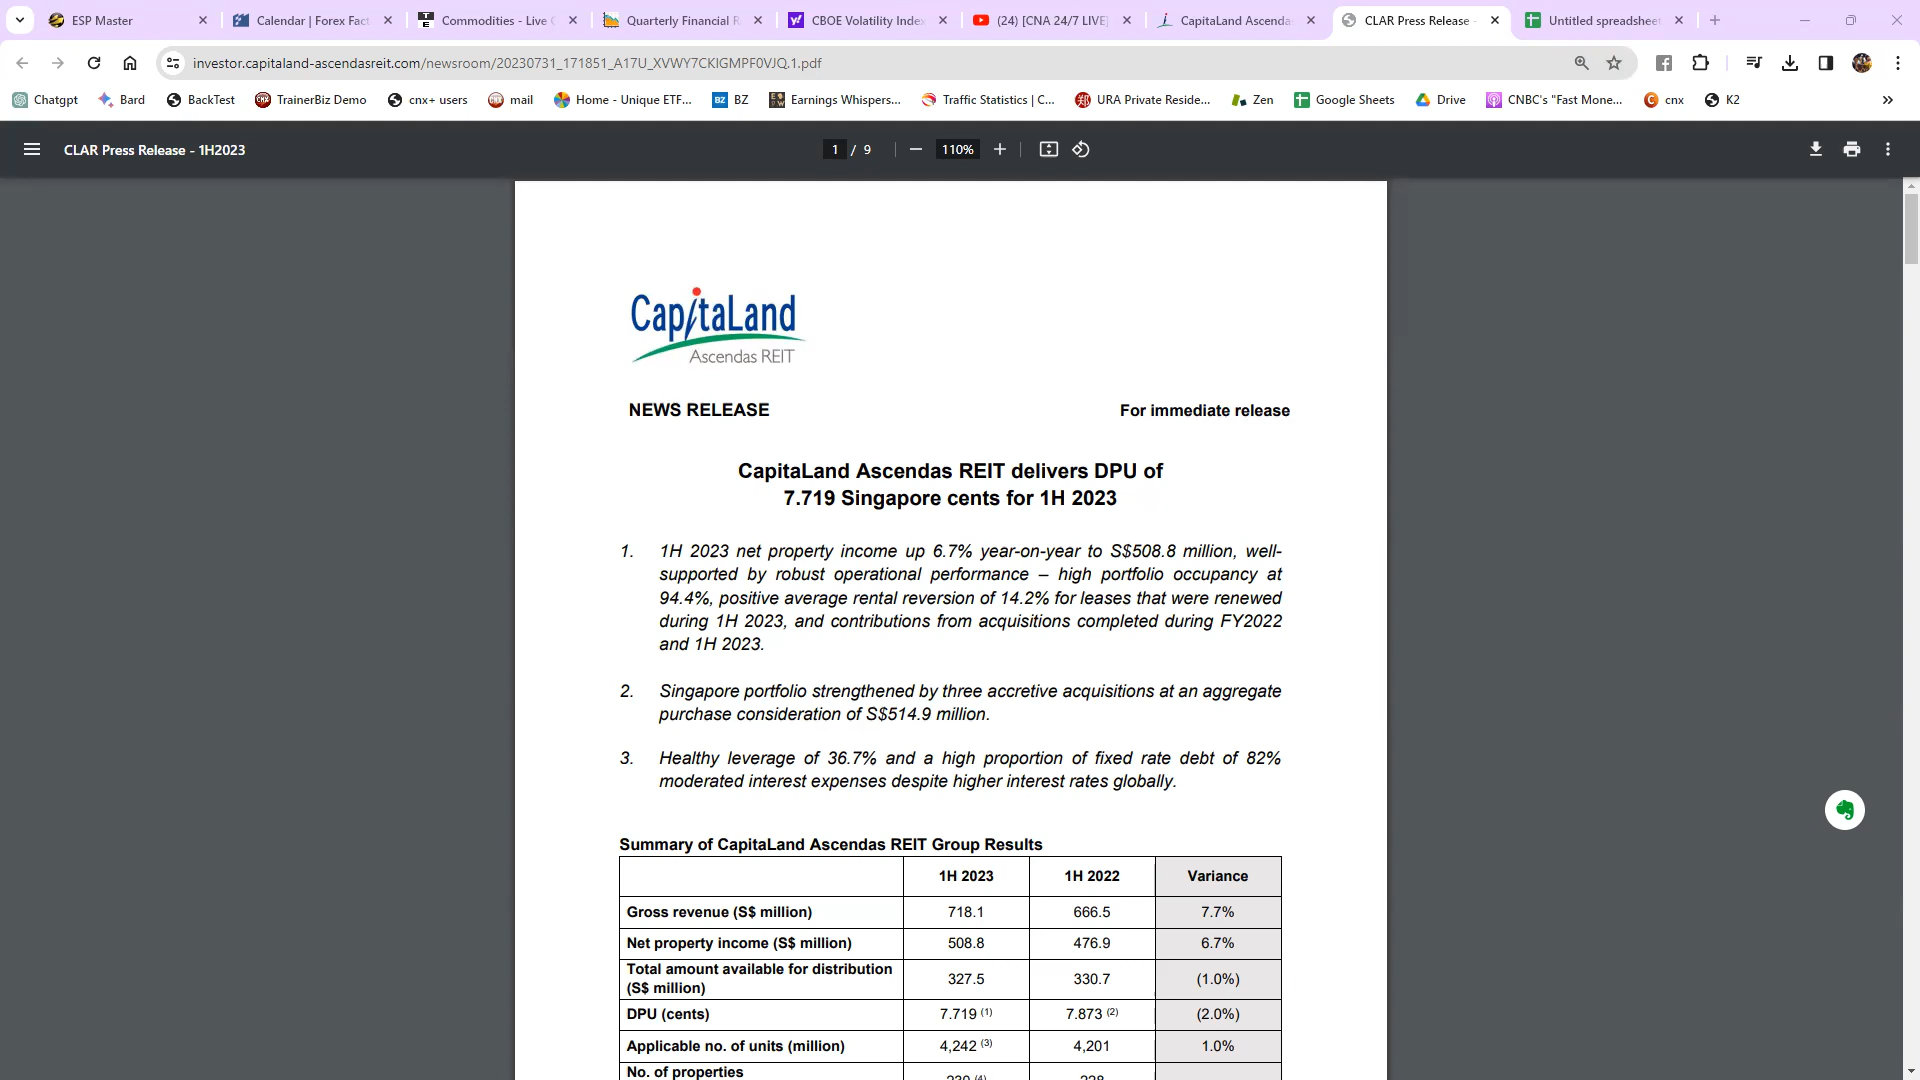 ESP Master
Calendar | Forex Fact
Commodities - Live
Quarterly Financial R
CBOE Volatility Index
(24) [CNA 24/7 LIVE]
CapitaLand Ascenda
CLAR Press Release -
Untitled spreadsheet
investor.capitaland-ascendasreit.com/newsroom/20230731_171851_A17U_XVWY7CKIGMPF0VJQ.1.pdf
Chatgpt
Bard
BackTest
TrainerBiz Demo
cnx+ users
mail
Home - Unique ETF...
BZ BZ
Earnings Whispers...
Traffic Statistics | C...
URA Private Reside...
Zen
Google Sheets
Drive
CNBC's "Fast Mone...
cnx
K2
CLAR Press Release - 1H2023
1 / 9
110%
CapitaLand
Ascendas REIT
NEWS RELEASE
For immediate release
CapitaLand Ascendas REIT delivers DPU of
7.719 Singapore cents for 1H 2023
1. 1H 2023 net property income up 6.7% year-on-year to S$508.8 million, well-
supported by robust operational performance – high portfolio occupancy at
94.4%, positive average rental reversion of 14.2% for leases that were renewed
during 1H 2023, and contributions from acquisitions completed during FY2022
and 1H 2023.
2. Singapore portfolio strengthened by three accretive acquisitions at an aggregate
purchase consideration of S$514.9 million.
3. Healthy leverage of 36.7% and a high proportion of fixed rate debt of 82%
moderated interest expenses despite higher interest rates globally.
Summary of CapitaLand Ascendas REIT Group Results
1H 2023 1H 2022 Variance
Gross revenue (S$ million) 718.1 666.5 7.7%
Net property income (S$ million) 508.8 476.9 6.7%
Total amount available for distribution
(S$ million) 327.5 330.7 (1.0%)
DPU (cents) 7.719 (1) 7.873 (2) (2.0%)
Applicable no. of units (million) 4,242 (3) 4,201 1.0%
No. of properties